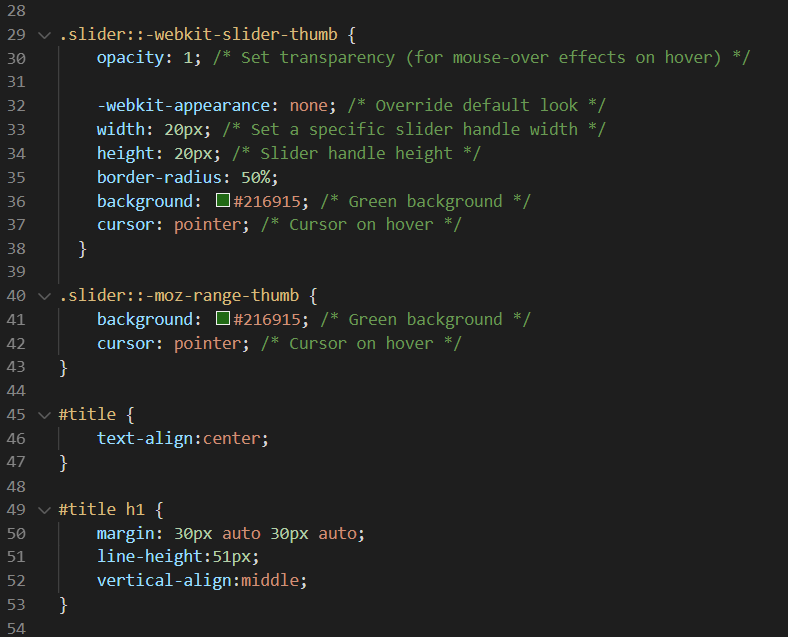 28
29 .slider::-webkit-slider-thumb {
30     opacity: 1; /* Set transparency (for mouse-over effects on hover) */
31
32     -webkit-appearance: none; /* Override default look */
33     width: 20px; /* Set a specific slider handle width */
34     height: 20px; /* Slider handle height */
35     border-radius: 50%;
36     background: #216915; /* Green background */
37     cursor: pointer; /* Cursor on hover */
38   }
39
40 .slider::-moz-range-thumb {
41     background: #216915; /* Green background */
42     cursor: pointer; /* Cursor on hover */
43 }
44
45 #title {
46     text-align:center;
47 }
48
49 #title h1 {
50     margin: 30px auto 30px auto;
51     line-height:51px;
52     vertical-align:middle;
53 }
54